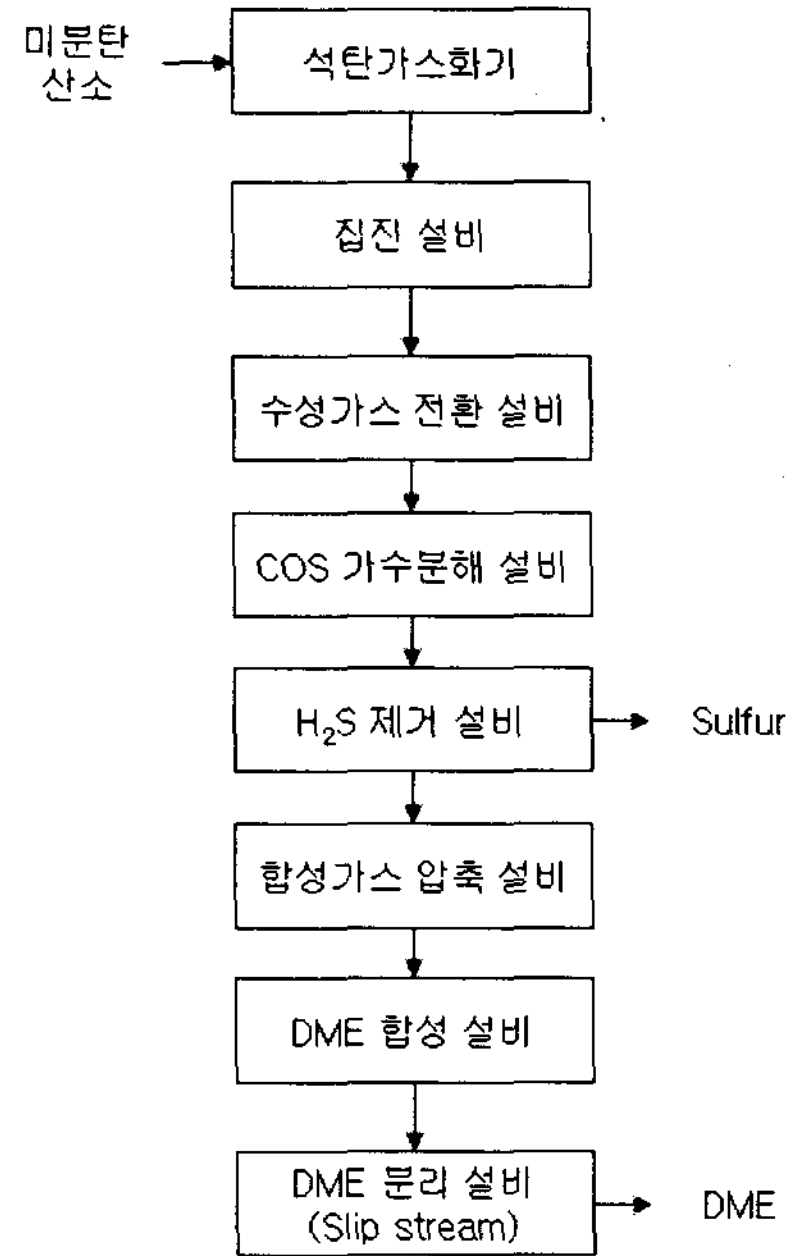 미분탄
산소
석탄가스화기
집진 설비
수성가스 전환 설비
COS 가수분해 설비
H₂S 제거 설비
Sulfur
합성가스 압축 설비
DME 합성 설비
DME 분리 설비
(Slip stream)
DME